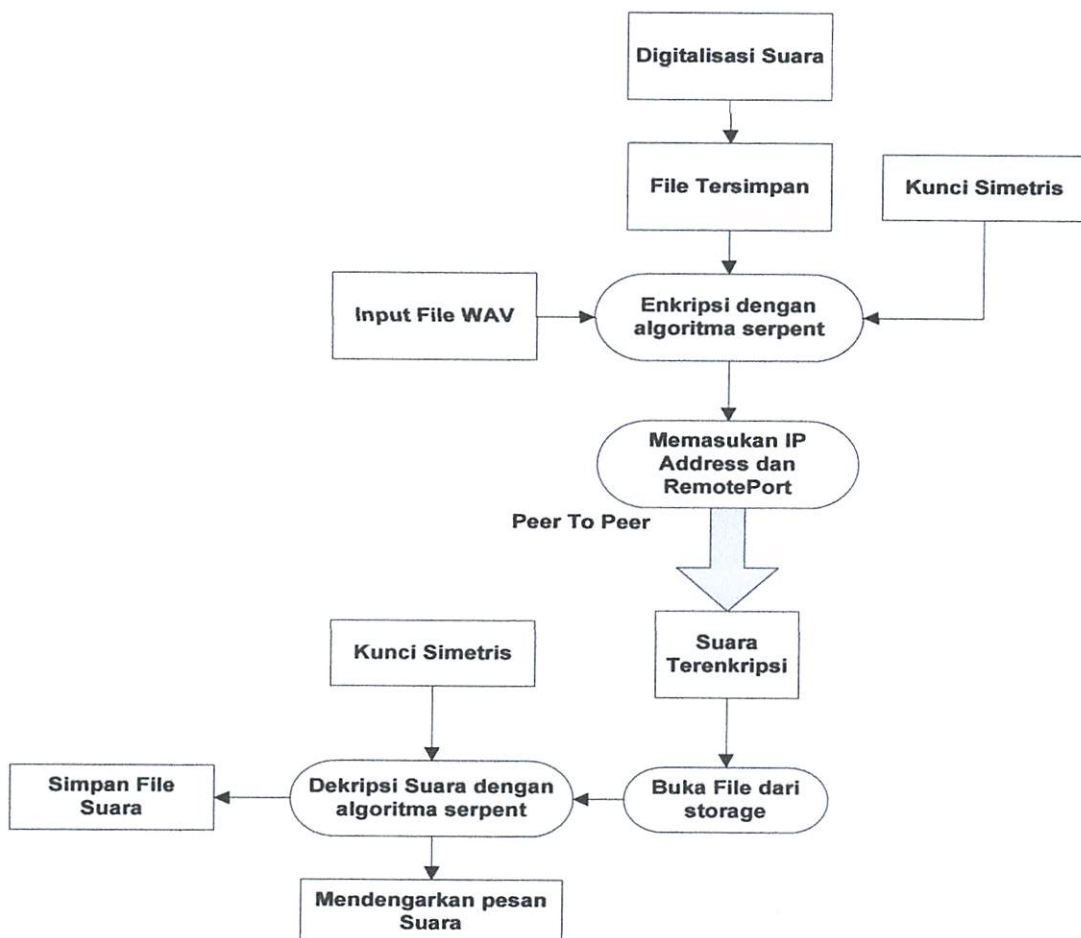 Digitalisasi Suara
File Tersimpan
Kunci Simetris
Input File WAV
Enkripsi dengan
algoritma serpent
Memasukan IP
Address dan
RemotePort
Peer To Peer
Suara
Terenkripsi
Kunci Simetris
Simpan File
Suara
Dekripsi Suara dengan
algoritma serpent
Buka File dari
storage
Mendengarkan pesan
Suara